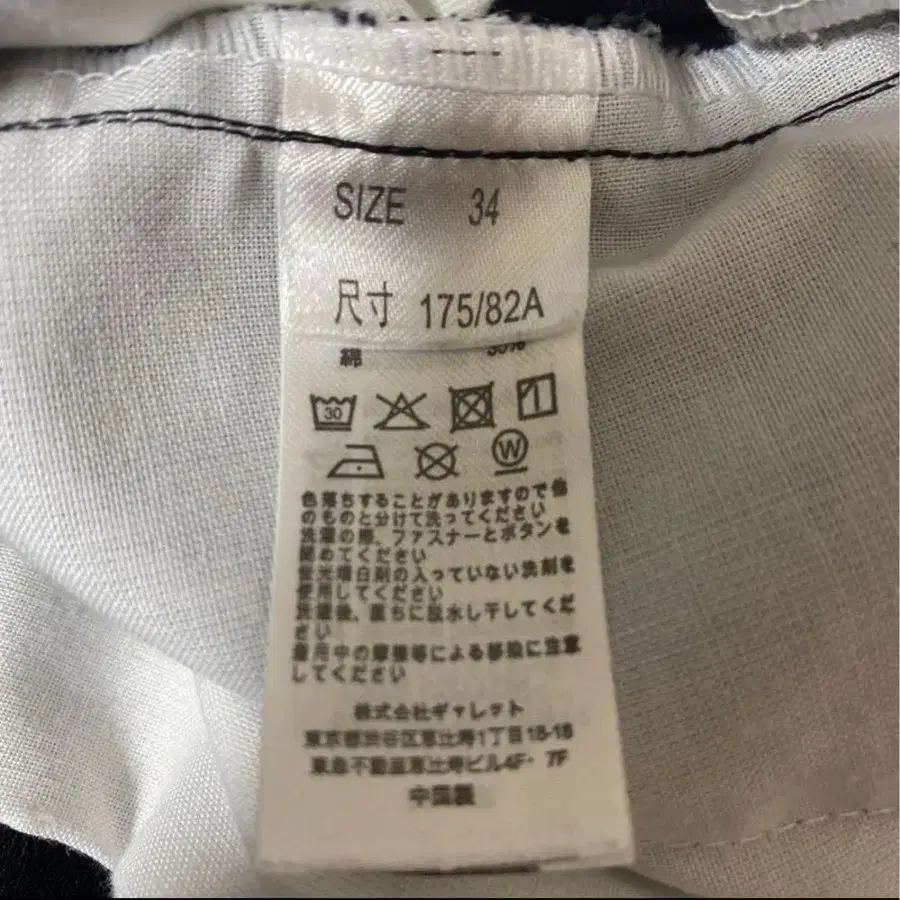 SIZE 34
尺寸 175/82A
綿
30
W
色落ちすることがありますので他
のものと分けて洗ってください
洗濯の際、ファスナーとボタンを
閉めてください
蛍光増白剤の入っていない洗剤を
使用してください
洗濯後、直ちに脱水し干してくだ
さい
着用中の摩擦等による移染に注意
してください
株式会社ギャレット
東京都渋谷区恵比寿1丁目18-18
東急不動産恵比寿ビル4F・7F
中国製